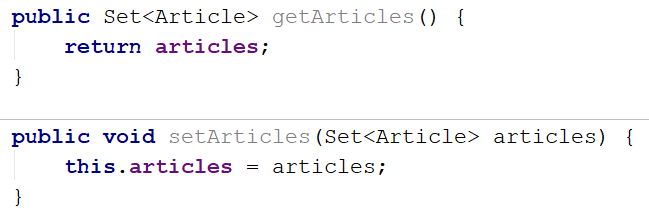 public Set<Article> getArticles() {
    return articles;
}
public void setArticles(Set<Article> articles) {
    this.articles = articles;
}